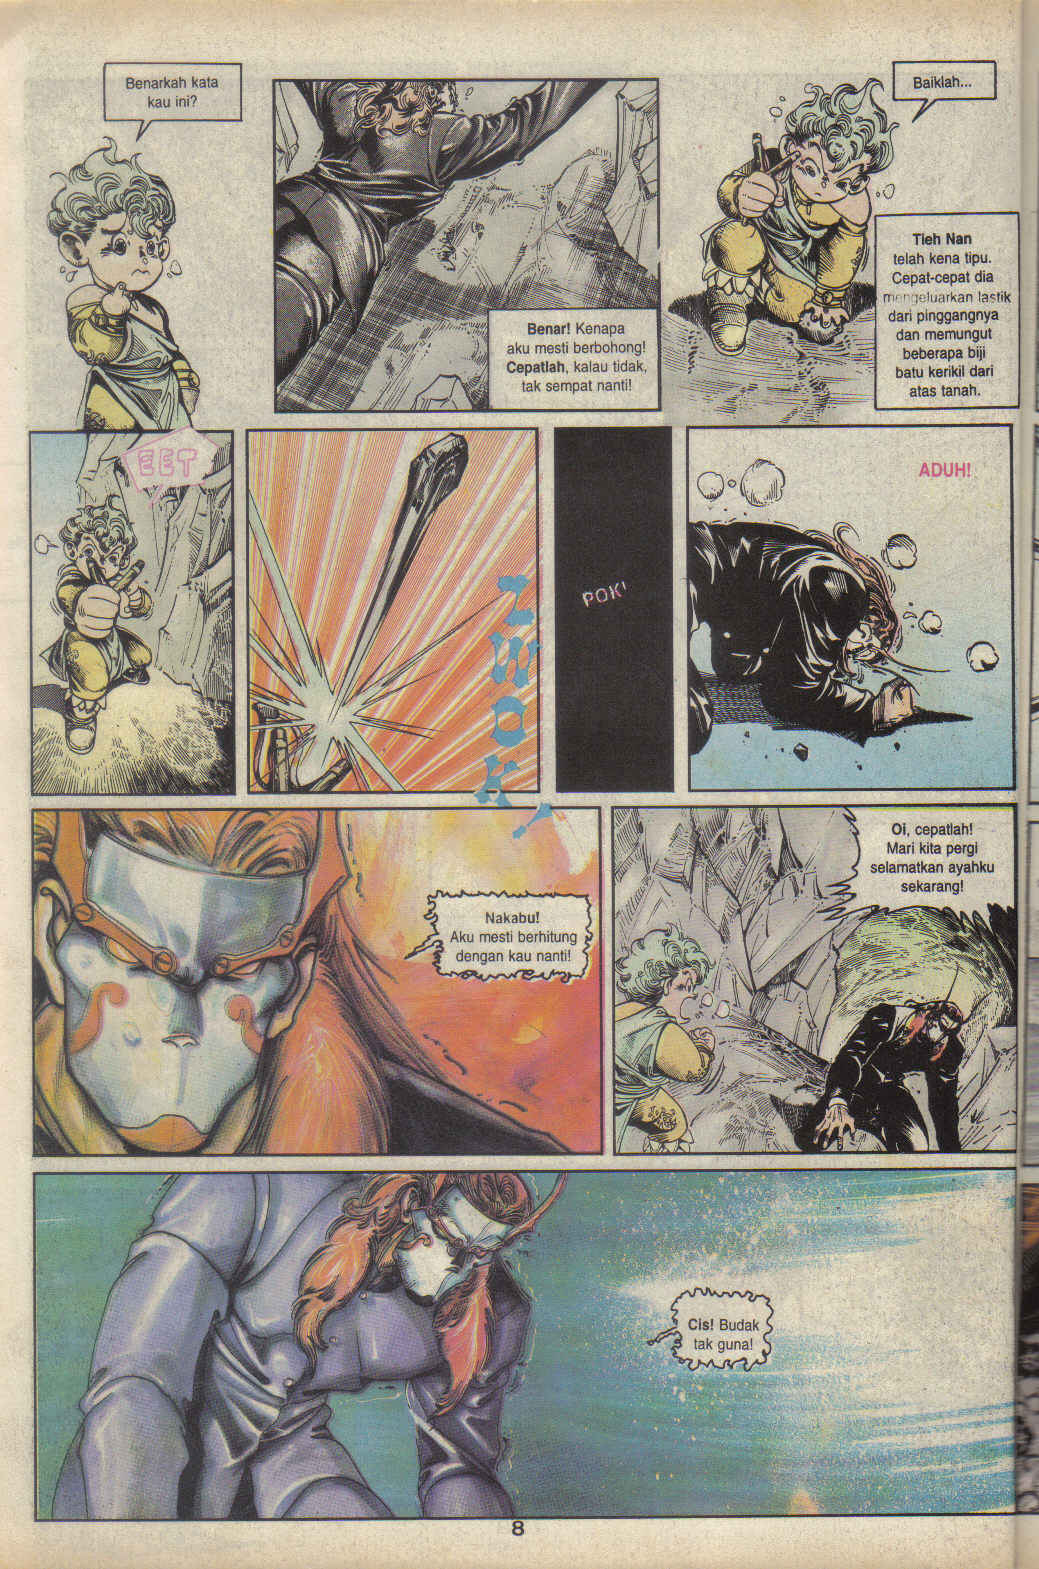 Benarkah kata
kau ini?
Benar! Kenapa
aku mesti berbohong!
Cepatlah, kalau tidak,
tak sempat nanti!
Baiklah...
Tieh Nan
telah kena tipu.
Cepat-cepat dia
mengeluarkan lastik
dari pinggangnya
dan memungut
beberapa biji
batu kerikil dari
atas tanah.
EET
ZWOK!
POK!
ADUH!
Nakabu!
Aku mesti berhitung
dengan kau nanti!
Oi, cepatlah!
Mari kita pergi
selamatkan ayahku
sekarang!
Cis! Budak
tak guna!
8